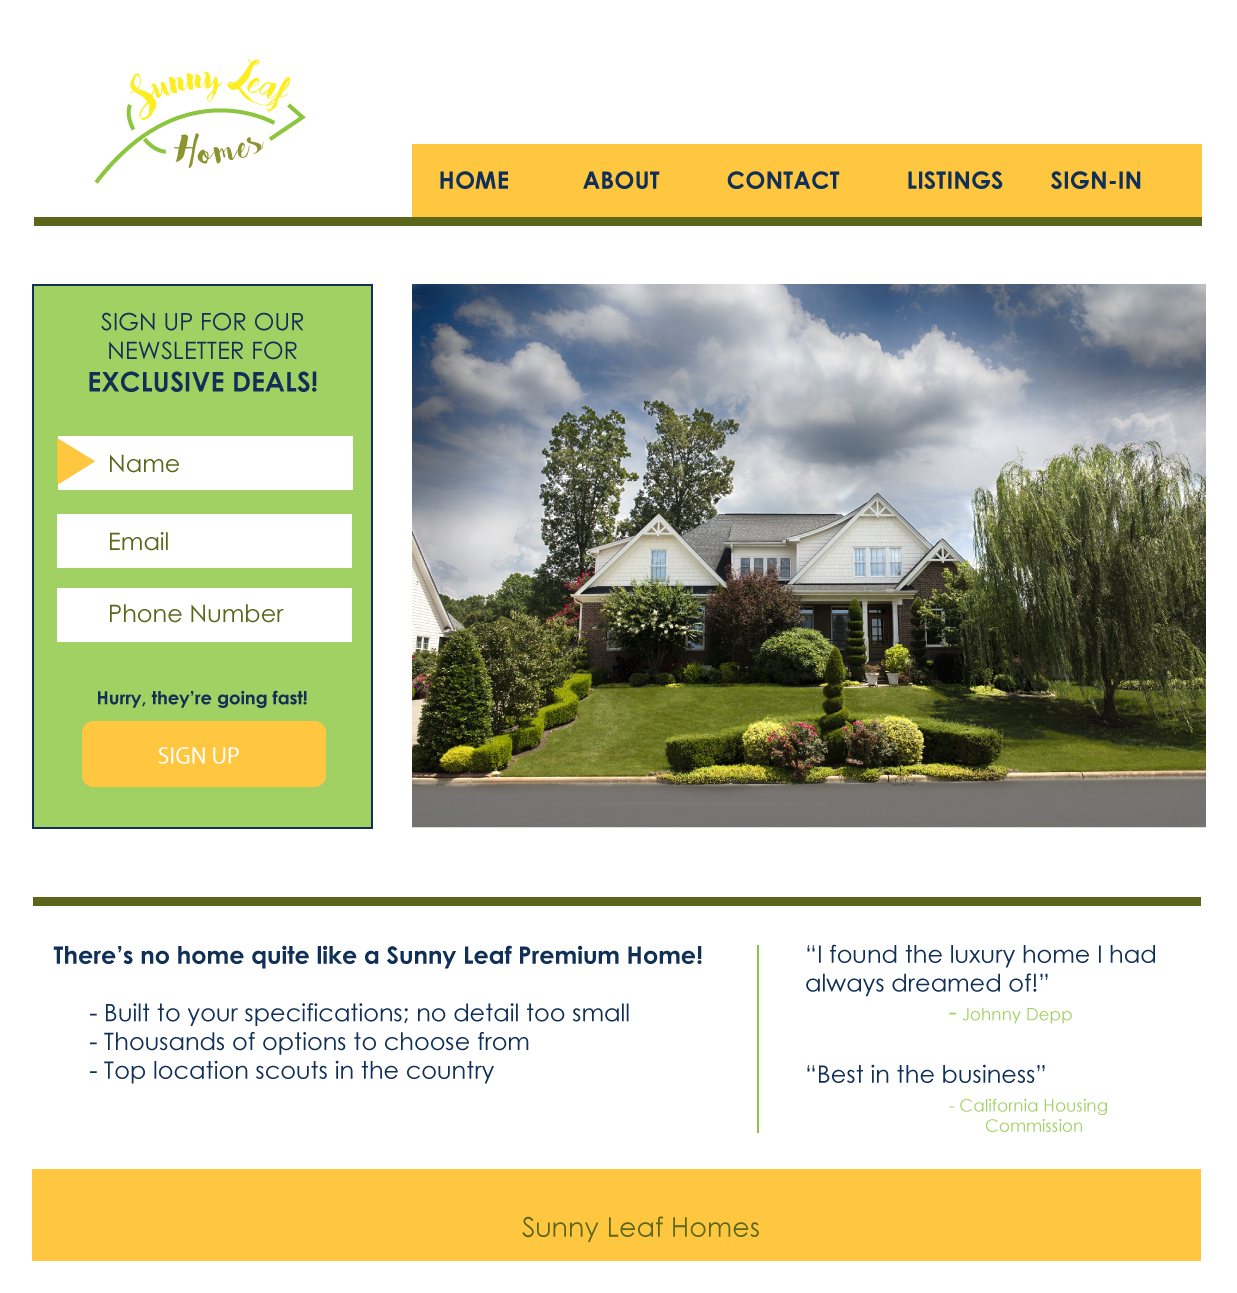 Sunny Leaf
Homes
HOME ABOUT CONTACT LISTINGS SIGN-IN
SIGN UP FOR OUR
NEWSLETTER FOR
EXCLUSIVE DEALS!
Name
Email
Phone Number
Hurry, they’re going fast!
SIGN UP
There’s no home quite like a Sunny Leaf Premium Home!
- Built to your specifications; no detail too small
- Thousands of options to choose from
- Top location scouts in the country
“I found the luxury home I had
always dreamed of!”
- Johnny Depp
“Best in the business”
- California Housing
Commission
Sunny Leaf Homes